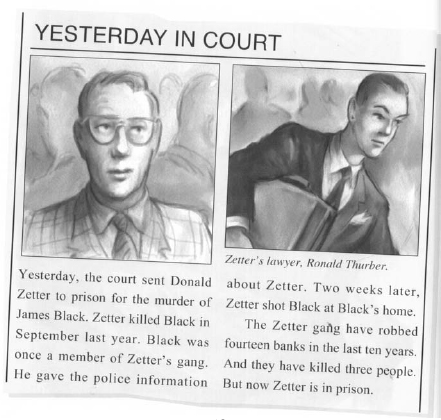 YESTERDAY IN COURT
Zetter's lawyer, Ronald Thurber.
Yesterday, the court sent Donald
Zetter to prison for the murder of
James Black. Zetter killed Black in
September last year. Black was
once a member of Zetter's gang.
He gave the police information
about Zetter. Two weeks later,
Zetter shot Black at Black's home.
The Zetter gang have robbed
fourteen banks in the last ten years.
And they have killed three people.
But now Zetter is in prison.